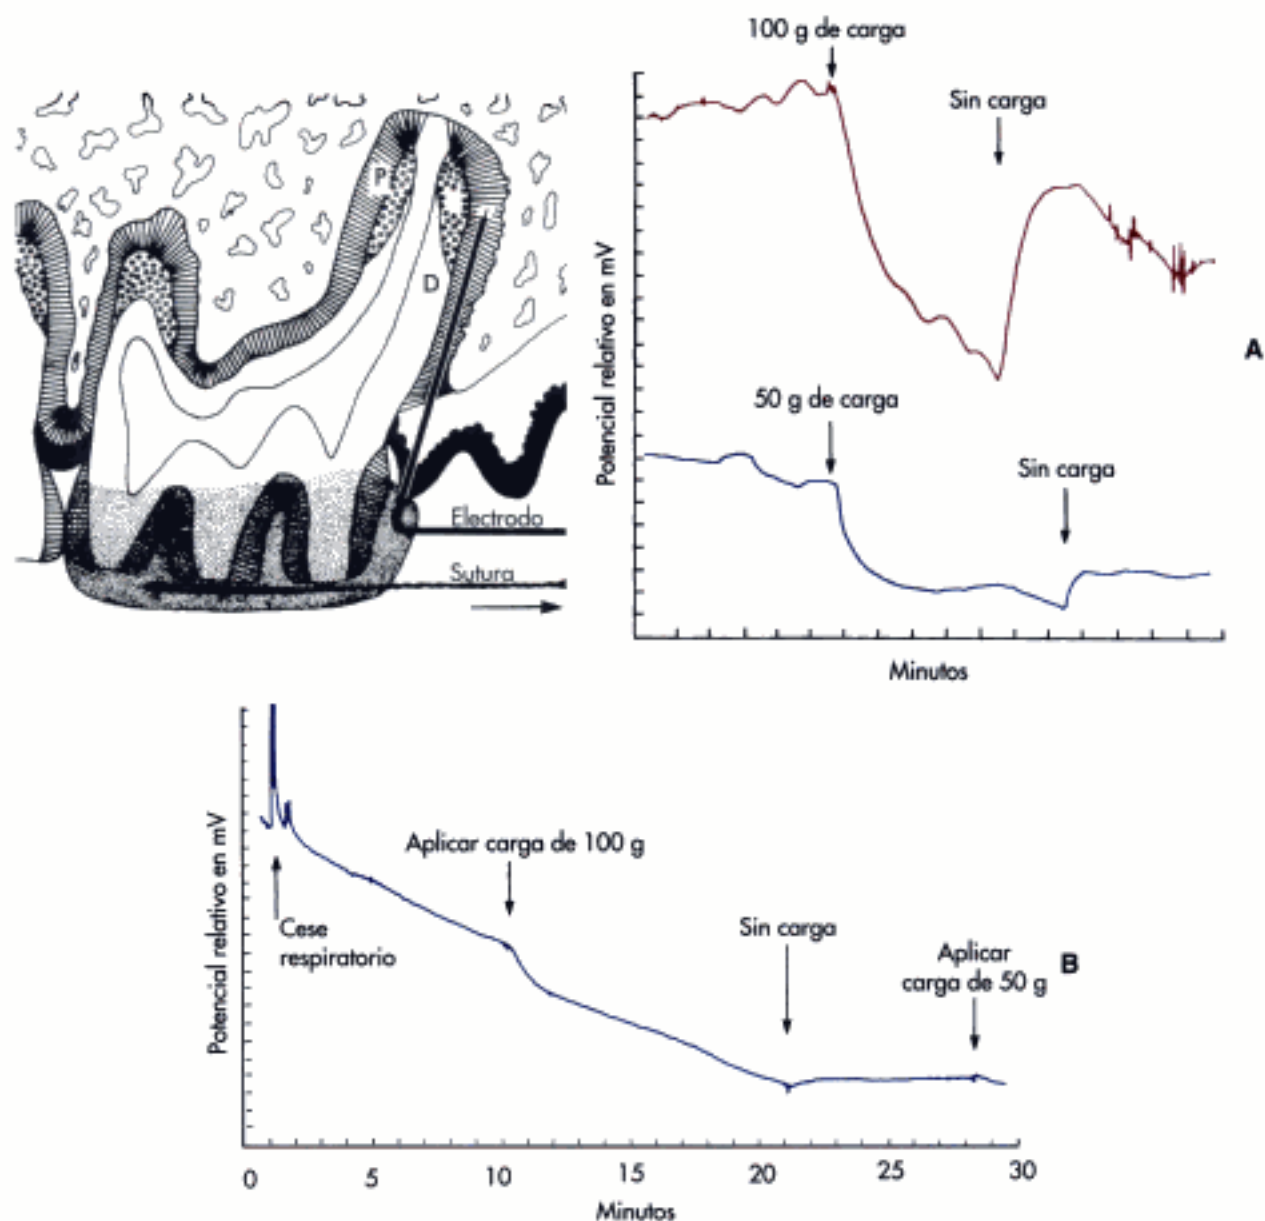 100 g de carga
Sin carga
P
D
Electrodo
Sutura
Potencial relativo en mV
50 g de carga
Sin carga
A
Minutos
Potencial relativo en mV
Cese
respiratorio
Aplicar carga de 100 g
Sin carga
Aplicar
carga de 50 g
B
0 5 10 15 20 25 30
Minutos